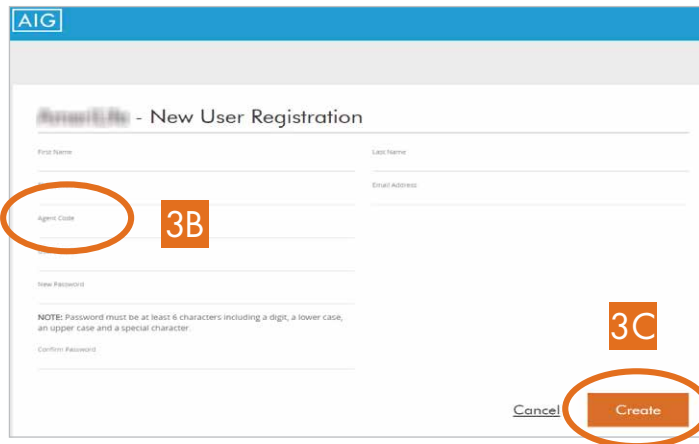 AIG
- New User Registration
First Name
Last Name
Email Address
Agent Code
3B
New Password
NOTE: Password must be at least 6 characters including a digit, a lower case,
an upper case and a special character.
Confirm Password
3C
Cancel
Create